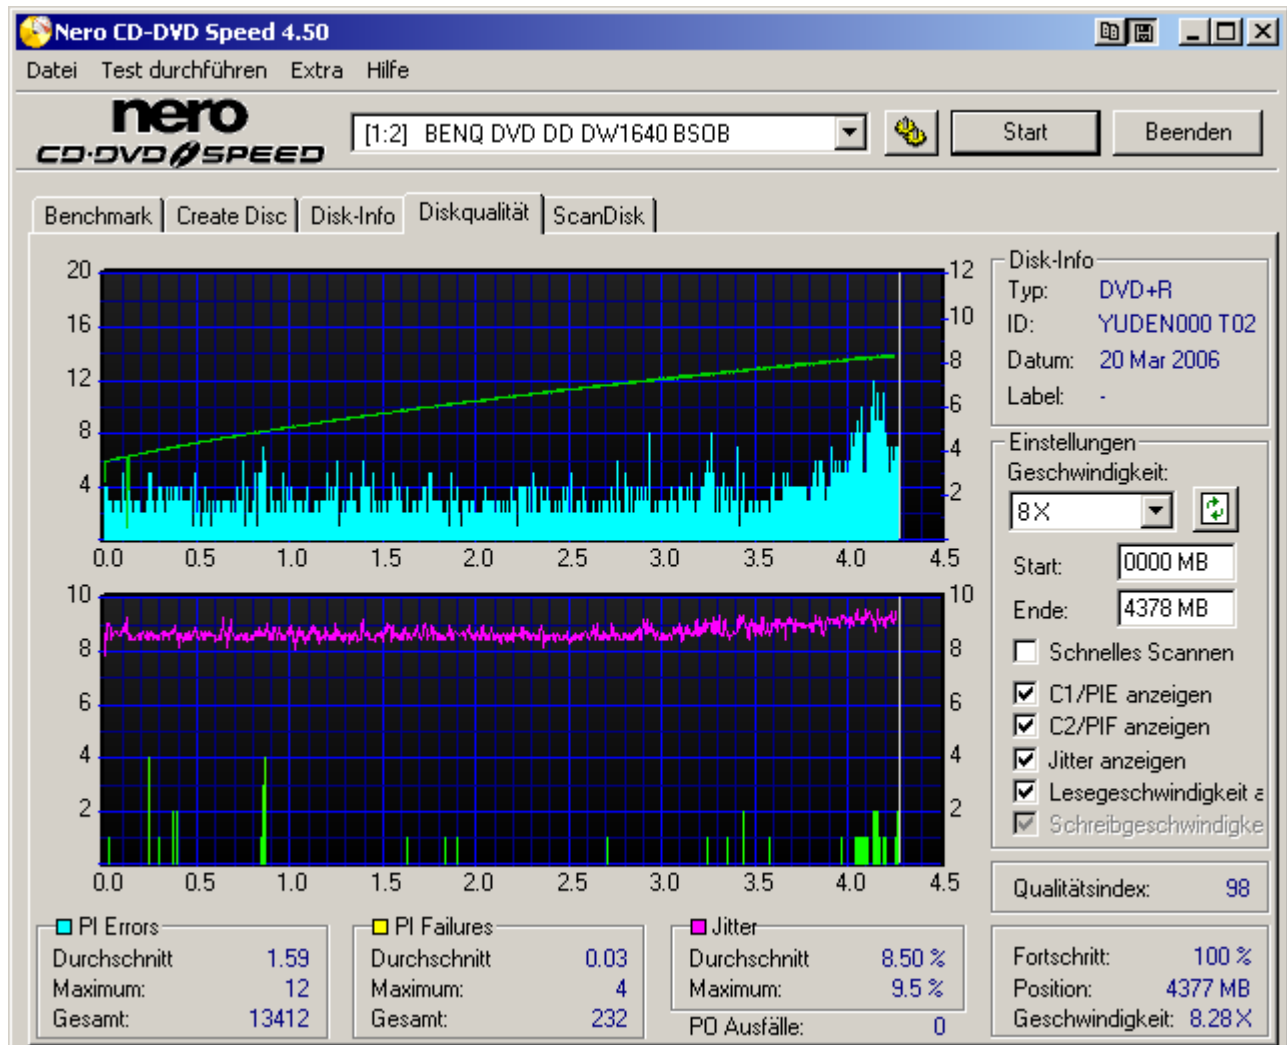 Nero CD-DVD Speed 4.50
Datei Test durchführen Extra Hilfe
nero
CD·DVD SPEED
[1:2] BENQ DVD DD DW1640 BSOB
Start
Beenden
Benchmark
Create Disc
Disk-Info
Diskqualität
ScanDisk
20
16
12
8
4
12
10
8
6
4
2
0.0 0.5 1.0 1.5 2.0 2.5 3.0 3.5 4.0 4.5
10
8
6
4
2
10
8
6
4
2
0.0 0.5 1.0 1.5 2.0 2.5 3.0 3.5 4.0 4.5
Disk-Info
Typ: DVD+R
ID: YUDEN000 T02
Datum: 20 Mar 2006
Label: -
Einstellungen
Geschwindigkeit:
8X
Start: 0000 MB
Ende: 4378 MB
Schnelles Scannen
C1/PIE anzeigen
C2/PIF anzeigen
Jitter anzeigen
Lesegeschwindigkeit a
Schreibgeschwindigke
Qualitätsindex: 98
PI Errors
Durchschnitt 1.59
Maximum: 12
Gesamt: 13412
PI Failures
Durchschnitt 0.03
Maximum: 4
Gesamt: 232
Jitter
Durchschnitt 8.50 %
Maximum: 9.5 %
PO Ausfälle: 0
Fortschritt: 100 %
Position: 4377 MB
Geschwindigkeit: 8.28X